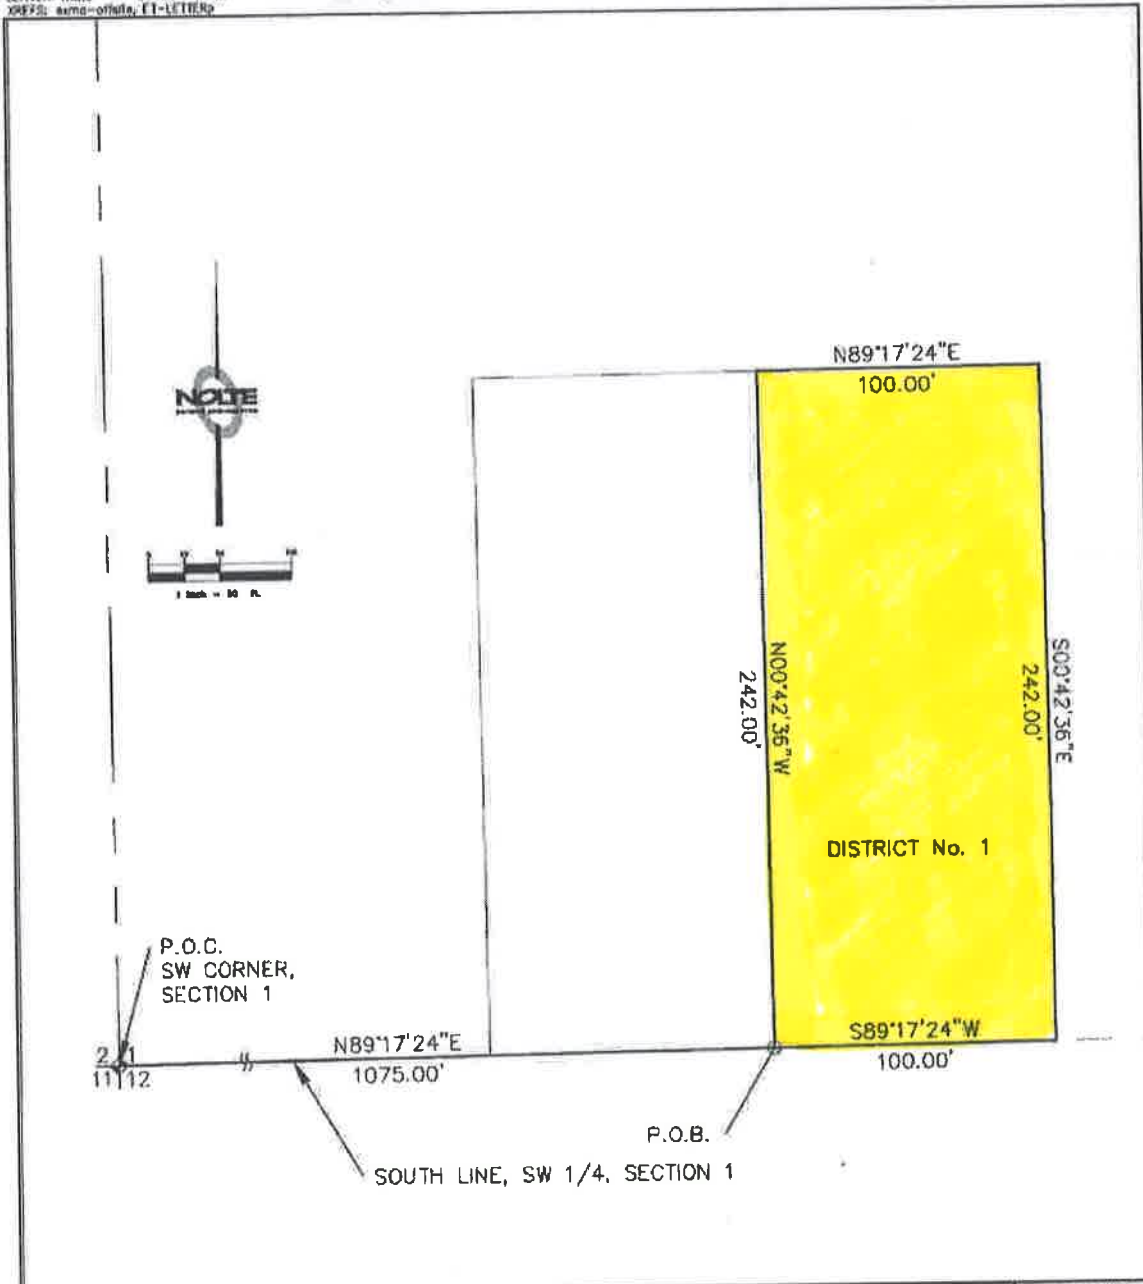 XREFS:
N89°17'24"E
100.00'
NOLTE
N00°42'36"W
242.00'
S00°42'36"E
242.00'
DISTRICT No. 1
P.O.C.
SW CORNER,
SECTION 1
2 1
11 12
N89°17'24"E
1075.00'
S89°17'24"W
100.00'
P.O.B.
SOUTH LINE, SW 1/4, SECTION 1